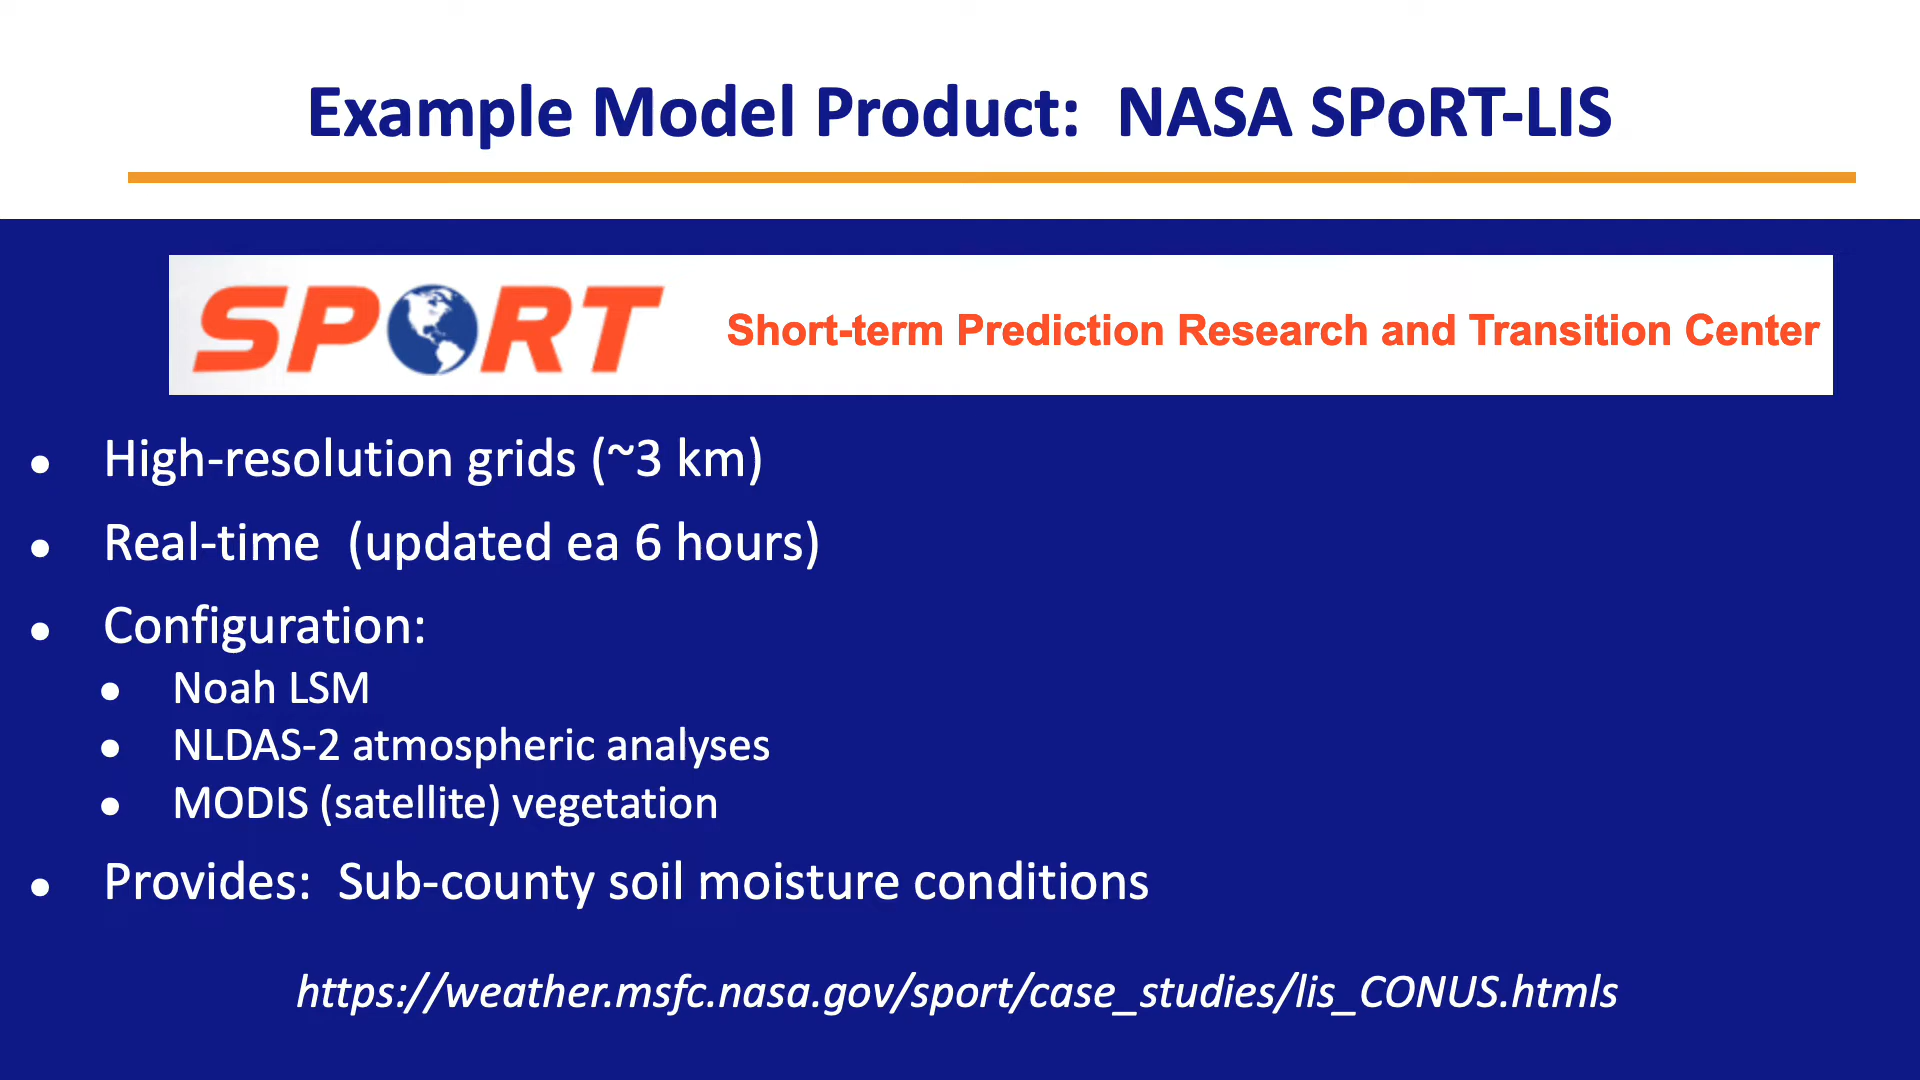 Example Model Product:  NASA SPoRT-LIS
SPORT
Short-term Prediction Research and Transition Center
• High-resolution grids (~3 km)
• Real-time  (updated ea 6 hours)
• Configuration:
• Noah LSM
• NLDAS-2 atmospheric analyses
• MODIS (satellite) vegetation
• Provides:  Sub-county soil moisture conditions
https://weather.msfc.nasa.gov/sport/case_studies/lis_CONUS.htmls